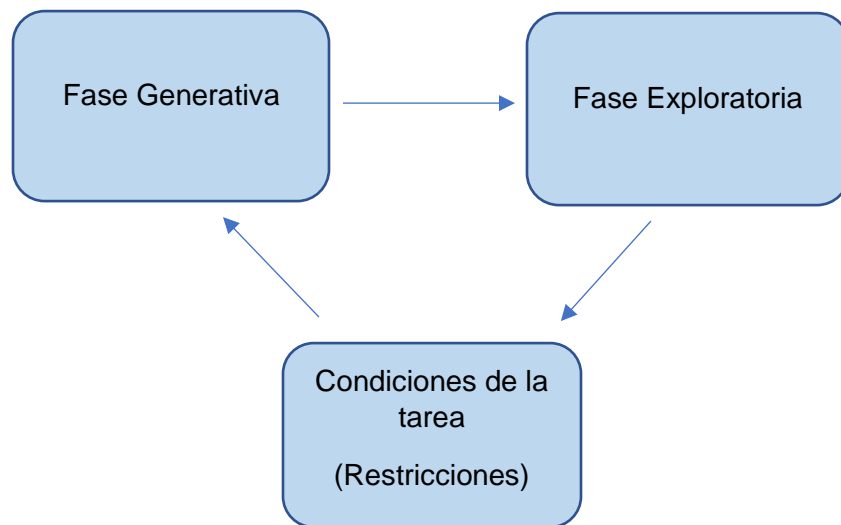 Fase Generativa
Fase Exploratoria
Condiciones de la
tarea
(Restricciones)